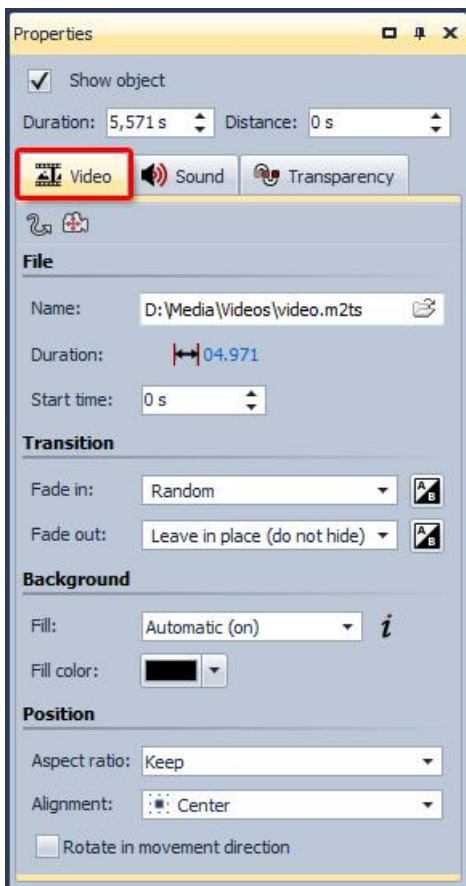 Properties
Show object
Duration: 5,571 s Distance: 0 s
Video Sound Transparency
File
Name: D:\Media\Videos\video.m2ts
Duration: 04.971
Start time: 0 s
Transition
Fade in: Random A B
Fade out: Leave in place (do not hide) A B
Background
Fill: Automatic (on) i
Fill color:
Position
Aspect ratio: Keep
Alignment: Center
Rotate in movement direction